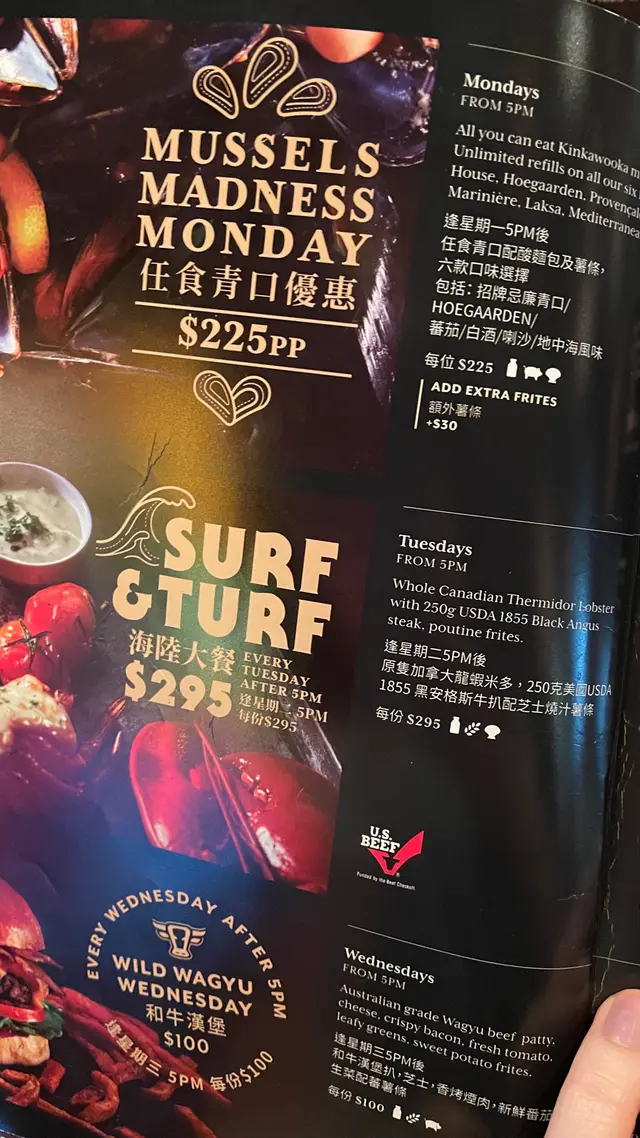 MUSSELS
MADNESS
MONDAY
任食青口優惠
$225PP
Mondays
FROM 5PM
All you can eat Kinkawooka
Unlimited refills on all our six
House, Hoegaarden, Provençal
Marinière, Laksa, Mediterranea
逢星期一5PM後
任食青口配酸麵包及薯條,
六款口味選擇
包括: 招牌忌廉青口/
HOEGAARDEN/
蕃茄/白酒/喇沙/地中海風味
每位 $225
ADD EXTRA FRITES
額外薯條
+$30
SURF
&TURF
海陸大餐
$295
EVERY
TUESDAY
AFTER 5PM
逢星期二 5PM
每份$295
Tuesdays
FROM 5PM
Whole Canadian Thermidor Lobster
with 250g USDA 1855 Black Angus
steak, poutine frites.
逢星期二5PM後
原隻加拿大龍蝦米多，250克美國USDA
1855 黑安格斯牛扒配芝士燒汁薯條
每份 $295
U.S.
BEEF
Funded by the Beef Checkoff.
EVERY WEDNESDAY AFTER 5PM
WILD WAGYU
WEDNESDAY
和牛漢堡
$100
逢星期三 5PM 每份$100
Wednesdays
FROM 5PM
Australian grade Wagyu beef patty,
cheese, crispy bacon, fresh tomato,
leafy greens, sweet potato frites.
逢星期三5PM後
和牛漢堡扒,芝士,香烤煙肉,新鮮番茄
生菜配蕃薯條
每份 $100